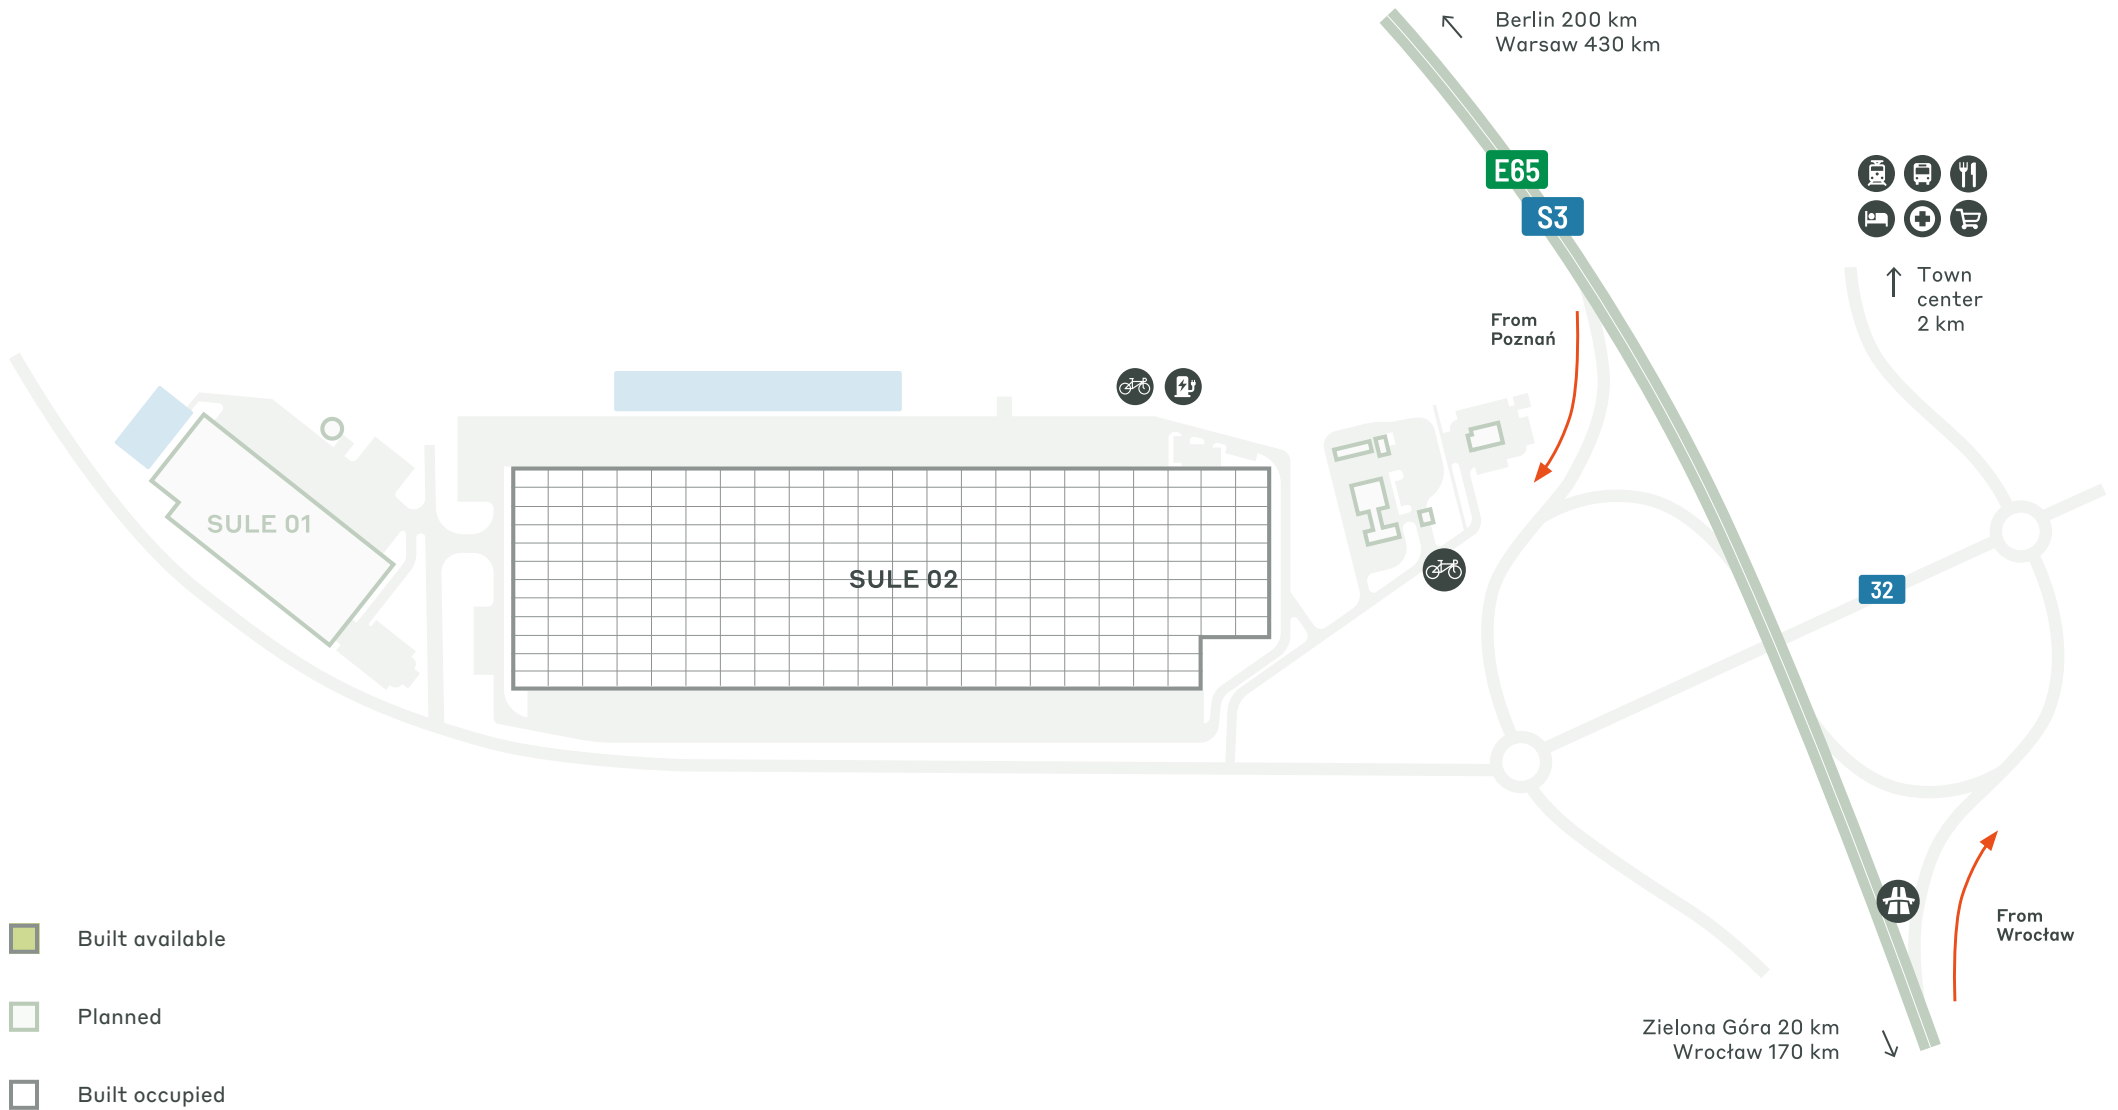 Berlin 200 km
Warsaw 430 km
E65
S3
Town
center
2 km
From
Poznań
SULE 01
SULE 02
32
From
Wrocław
Built available
Planned
Built occupied
Zielona Góra 20 km
Wrocław 170 km